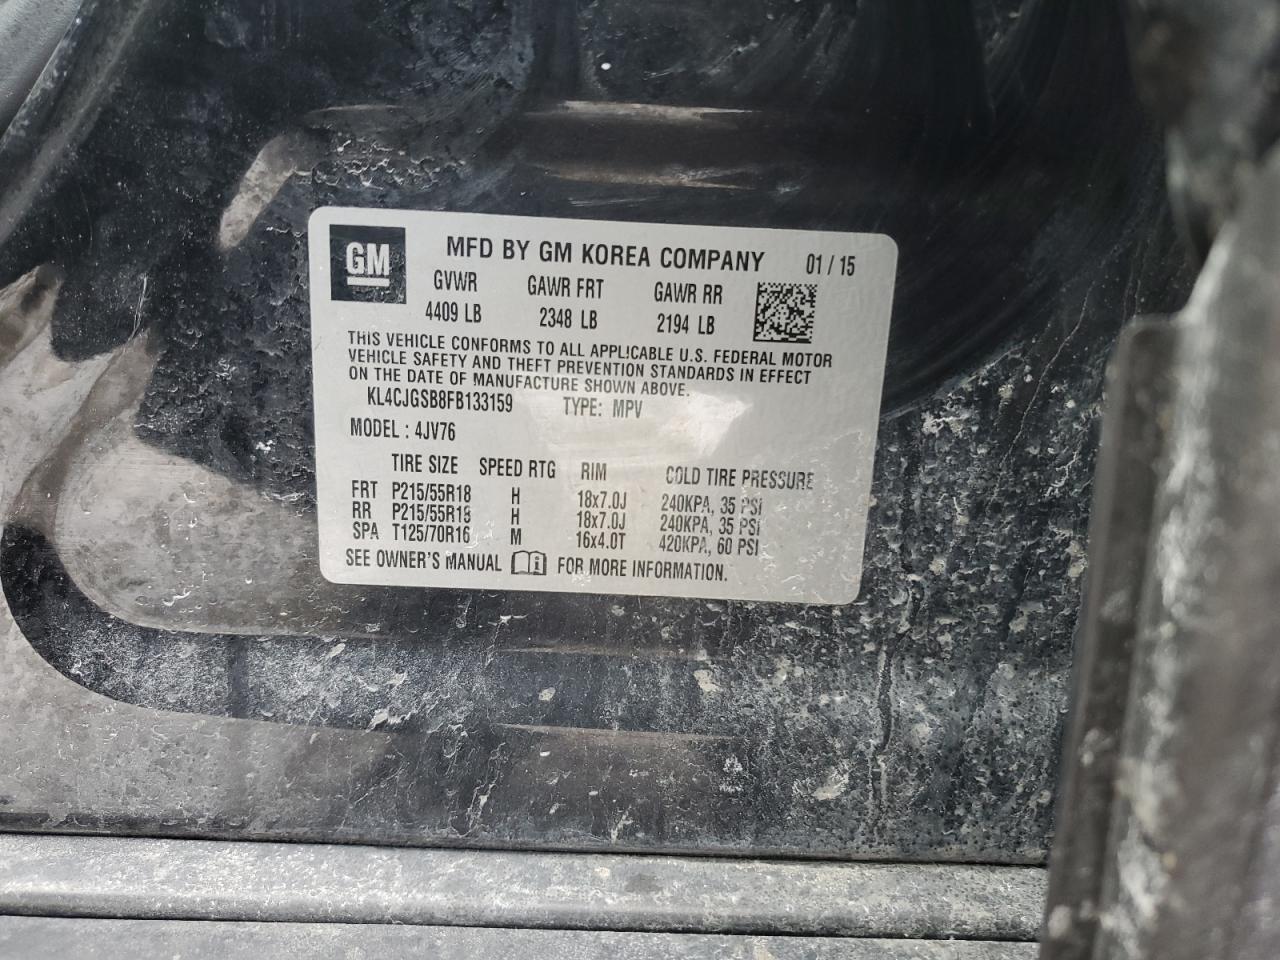 GM MFD BY GM KOREA COMPANY 01 / 15
GVWR GAWR FRT GAWR RR
4409 LB 2348 LB 2194 LB
THIS VEHICLE CONFORMS TO ALL APPLICABLE U.S. FEDERAL MOTOR
VEHICLE SAFETY AND THEFT PREVENTION STANDARDS IN EFFECT
ON THE DATE OF MANUFACTURE SHOWN ABOVE.
KL4CJGSB8FB133159 TYPE: MPV
MODEL : 4JV76
TIRE SIZE SPEED RTG RIM COLD TIRE PRESSURE
FRT P215/55R18 H 18x7.0J 240KPA, 35 PSI
RR P215/55R18 H 18x7.0J 240KPA, 35 PSI
SPA T125/70R16 M 16x4.0T 420KPA, 60 PSI
SEE OWNER'S MANUAL FOR MORE INFORMATION.